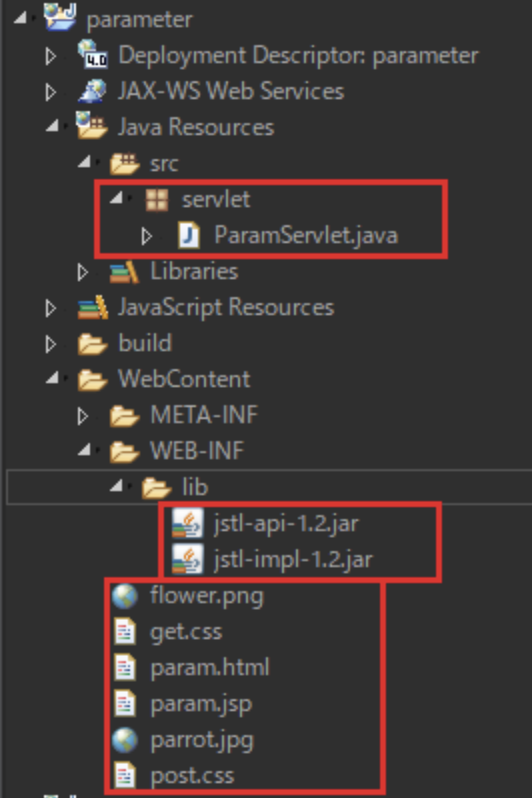 parameter
4.0
Deployment Descriptor: parameter
JAX-WS Web Services
Java Resources
src
servlet
J
ParamServlet.java
Libraries
JavaScript Resources
build
WebContent
META-INF
WEB-INF
lib
jstl-api-1.2.jar
jstl-impl-1.2.jar
flower.png
get.css
param.html
param.jsp
parrot.jpg
post.css